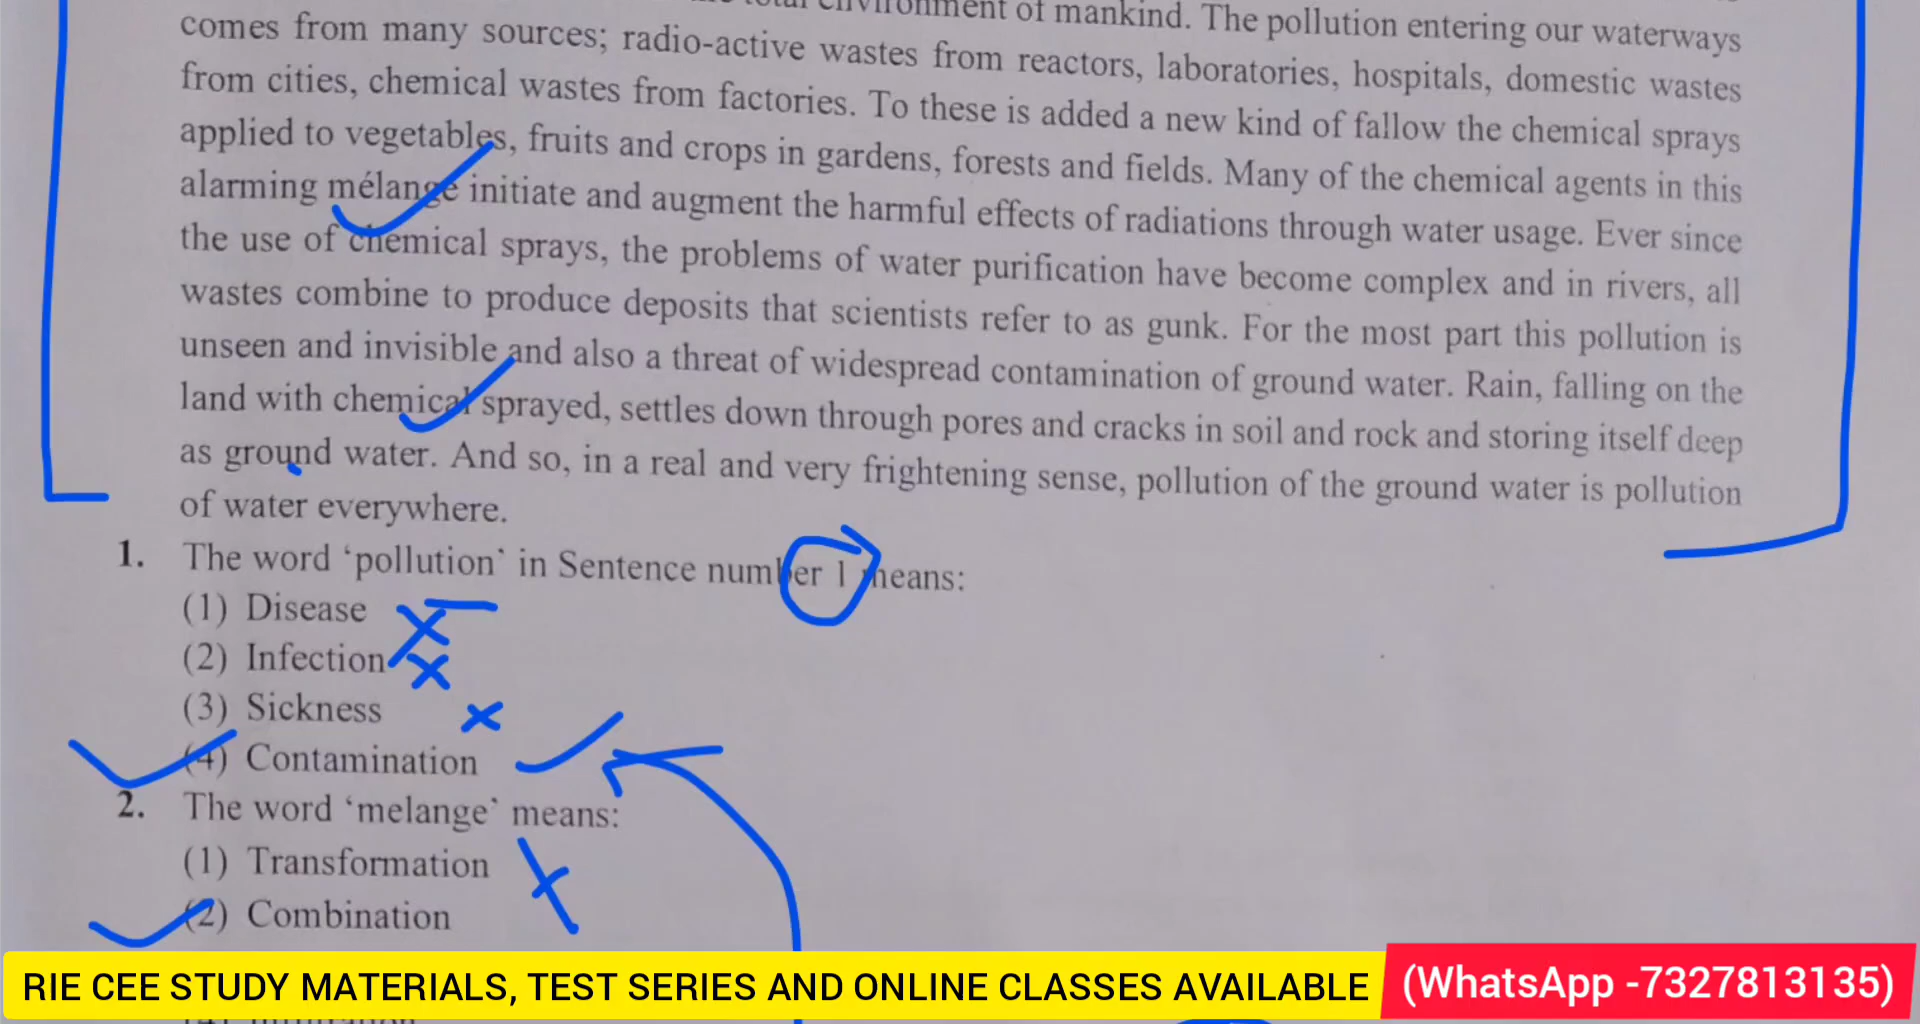 environment of mankind. The pollution entering our waterways
comes from many sources; radio-active wastes from reactors, laboratories, hospitals, domestic wastes
from cities, chemical wastes from factories. To these is added a new kind of fallow the chemical sprays
applied to vegetables, fruits and crops in gardens, forests and fields. Many of the chemical agents in this
alarming mélange initiate and augment the harmful effects of radiations through water usage. Ever since
the use of chemical sprays, the problems of water purification have become complex and in rivers, all
wastes combine to produce deposits that scientists refer to as gunk. For the most part this pollution is
unseen and invisible and also a threat of widespread contamination of ground water. Rain, falling on the
land with chemical sprayed, settles down through pores and cracks in soil and rock and storing itself deep
as ground water. And so, in a real and very frightening sense, pollution of the ground water is pollution
of water everywhere.
1. The word ‘pollution‘ in Sentence number 1 means:
(1) Disease
(2) Infection
(3) Sickness
(4) Contamination
2. The word ‘melange‘ means:
(1) Transformation
(2) Combination
RIE CEE STUDY MATERIALS, TEST SERIES AND ONLINE CLASSES AVAILABLE (WhatsApp -7327813135)